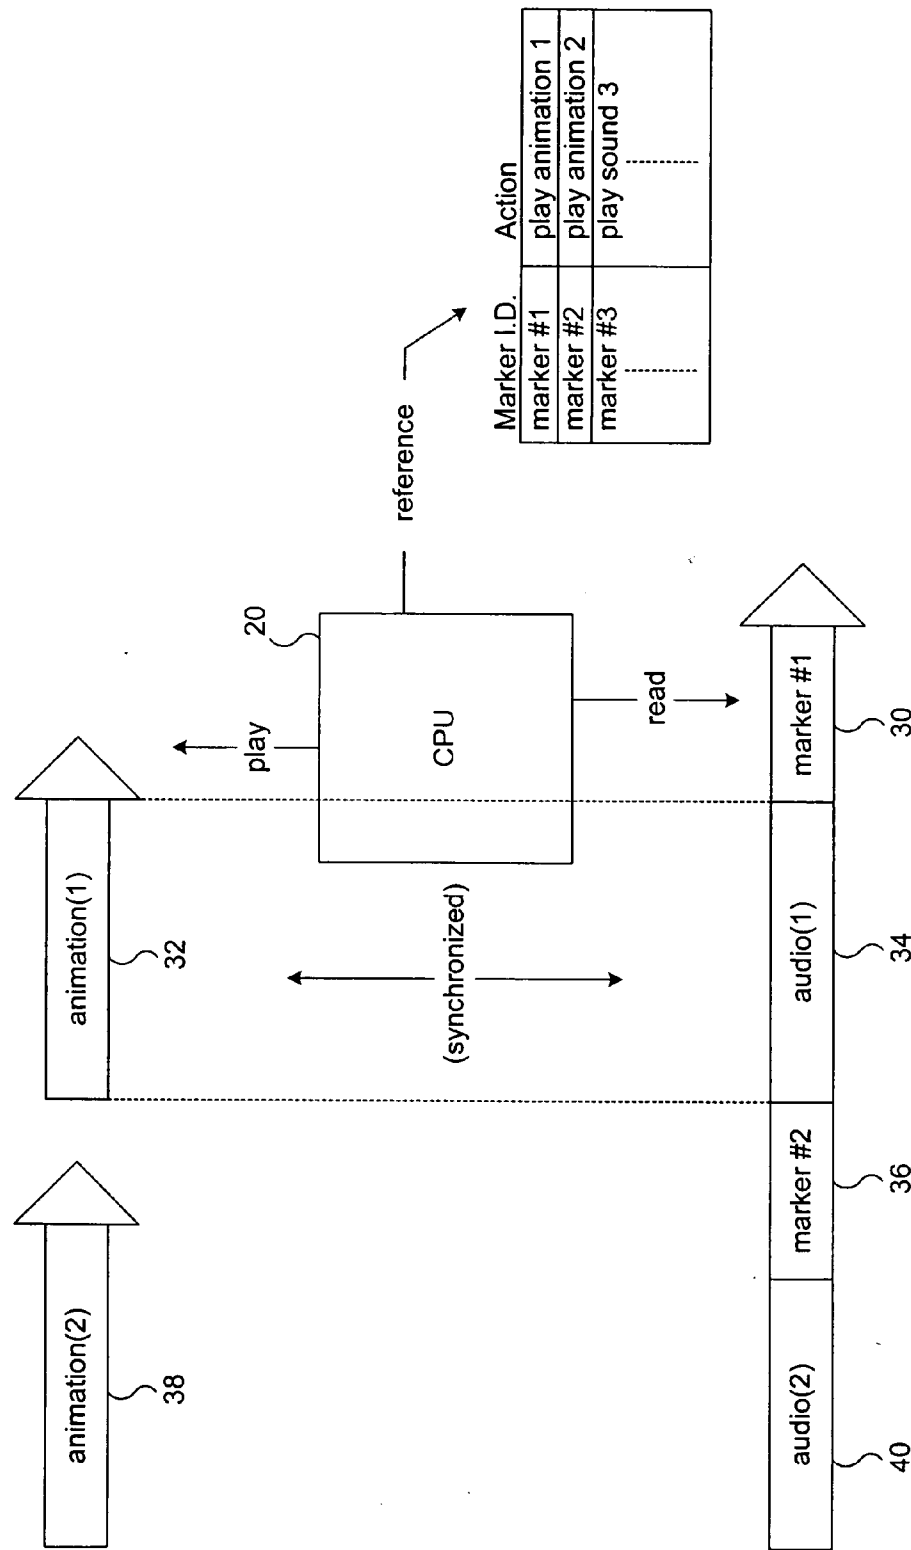 animation(2)
38
animation(1)
32
play
20
CPU
reference
(synchronized)
read
Marker I.D. Action
marker #1 play animation 1
marker #2 play animation 2
marker #3 play sound 3
audio(2)
40
marker #2
36
audio(1)
34
marker #1
30